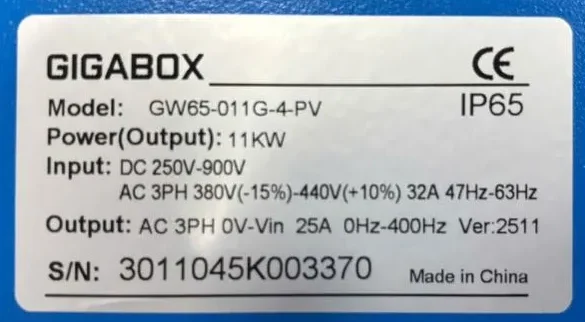 GIGABOX CE
Model: GW65-011G-4-PV IP65
Power(Output): 11KW
Input: DC 250V-900V
AC 3PH 380V(-15%)-440V(+10%) 32A 47Hz-63Hz
Output: AC 3PH 0V-Vin 25A 0Hz-400Hz Ver:2511
S/N: 3011045K003370 Made in China